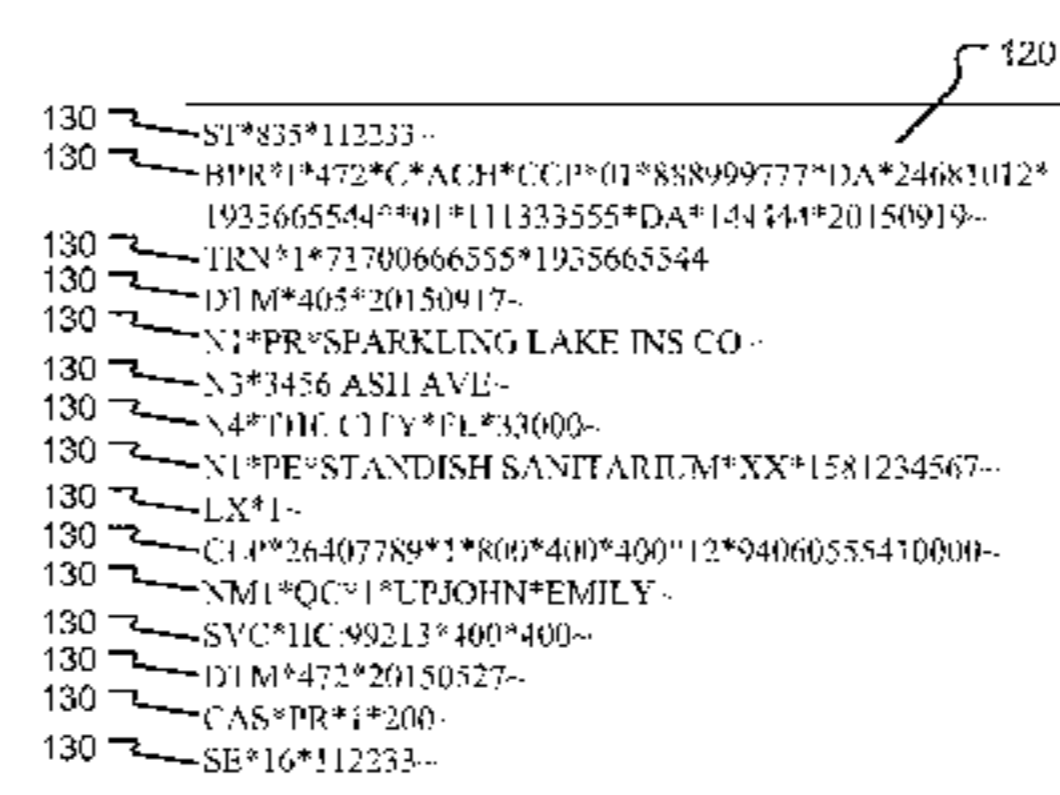 120
130 ST*835*112233~
130 BPR*1*472*C*ACH*CCP*01*888999777*DA*24681012*
1935665544**01*111333555*DA*144444*20150919~
130 TRN*1*71700666555*1935665544
130 DTM*405*20150917~
130 N1*PR*SPARKLING LAKE INS CO~
130 N3*3456 ASH AVE~
130 N4*THE CITY*FL*33000~
130 N1*PE*STANDISH SANITARIUM*XX*1581234567~
130 LX*1~
130 CLP*26407789*1*800*400*400*12*94060555410000~
130 NM1*QC*1*UPJOHN*EMILY~
130 SVC*HC:99213*400*400~
130 DTM*472*20150527~
130 CAS*PR*1*200~
130 SE*16*112233~